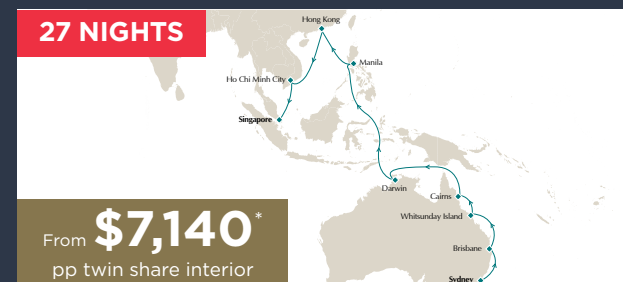 27 NIGHTS
Hong Kong
Manila
Ho Chi Minh City
Singapore
Darwin
Cairns
Whitsunday Island
Brisbane
Sydney
From $7,140*
pp twin share interior